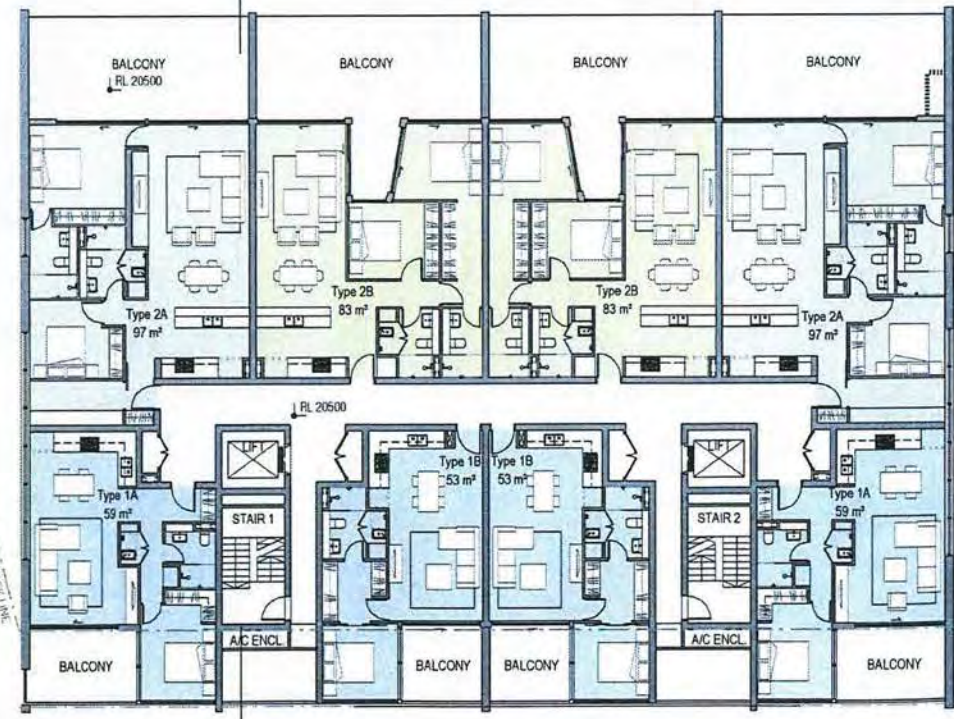 BALCONY
BALCONY
BALCONY
BALCONY
RL 20500
Type 2A
97 m²
Type 2B
83 m²
Type 2B
83 m²
Type 2A
97 m²
RL 20500
LIFT
LIFT
Type 1A
59 m²
Type 1B
53 m²
Type 1B
53 m²
Type 1A
59 m²
STAIR 1
STAIR 2
A/C ENCL.
A/C ENCL.
BALCONY
BALCONY
BALCONY
BALCONY